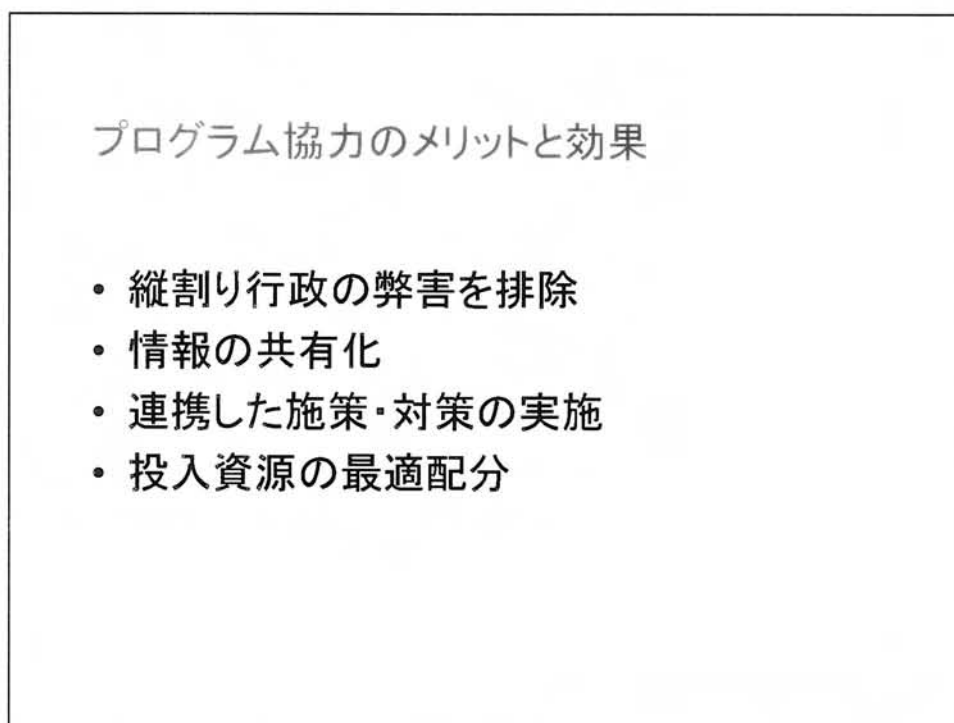 プログラム協力のメリットと効果
• 縦割り行政の弊害を排除
• 情報の共有化
• 連携した施策・対策の実施
• 投入資源の最適配分